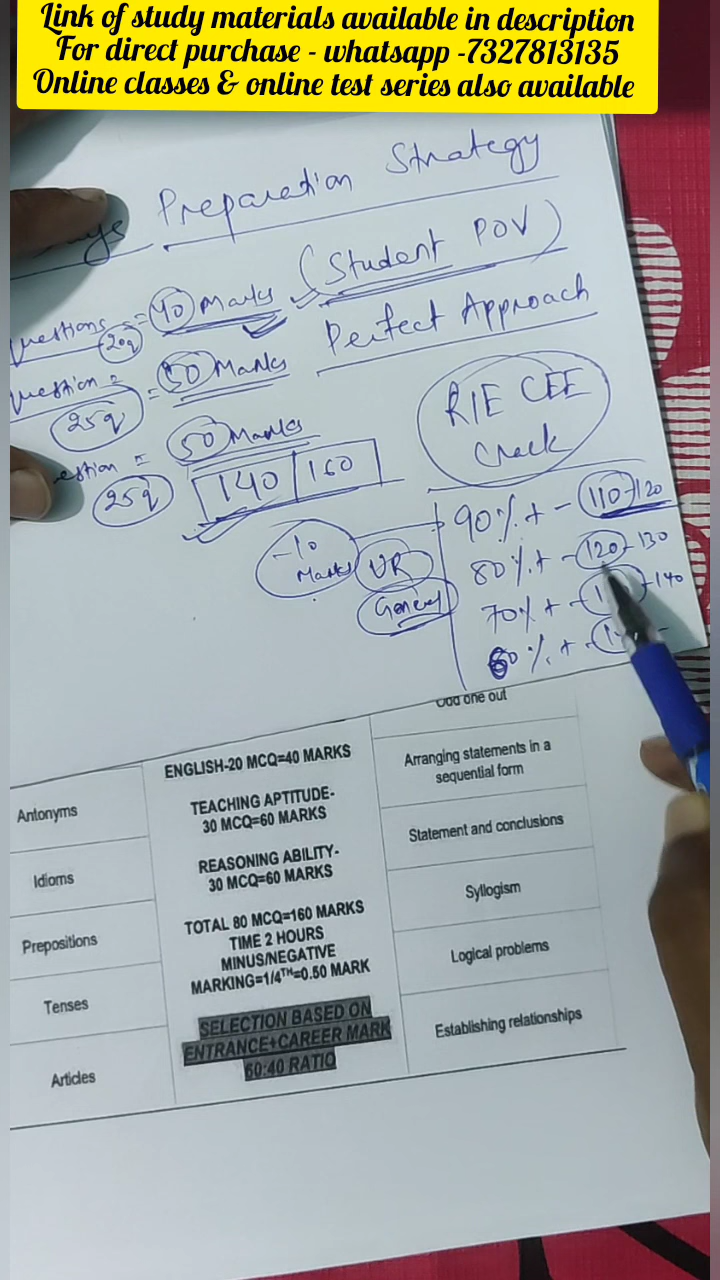 Link of study materials available in description
For direct purchase - whatsapp -7327813135
Online classes & online test series also available
Preparation Strategy
(Student POV)
Perfect Approach
uestions = 40 Marks
20q
uestion = 50 Marks
25q
estion = 50 Marks
25q
140 | 160
RIE CEE
Crack
-10
Marks
UR
General
90%+ - 110-120
80%+ - 120-130
70%+ - -140
60%+ -
Odd one out
Antonyms
Idioms
Prepositions
Tenses
Articles
ENGLISH-20 MCQ=40 MARKS
TEACHING APTITUDE-
30 MCQ=60 MARKS
REASONING ABILITY-
30 MCQ=60 MARKS
TOTAL 80 MCQ=160 MARKS
TIME 2 HOURS
MINUS/NEGATIVE
MARKING=1/4TH=0.50 MARK
SELECTION BASED ON
ENTRANCE+CAREER MARK
60:40 RATIO
Arranging statements in a
sequential form
Statement and conclusions
Syllogism
Logical problems
Establishing relationships